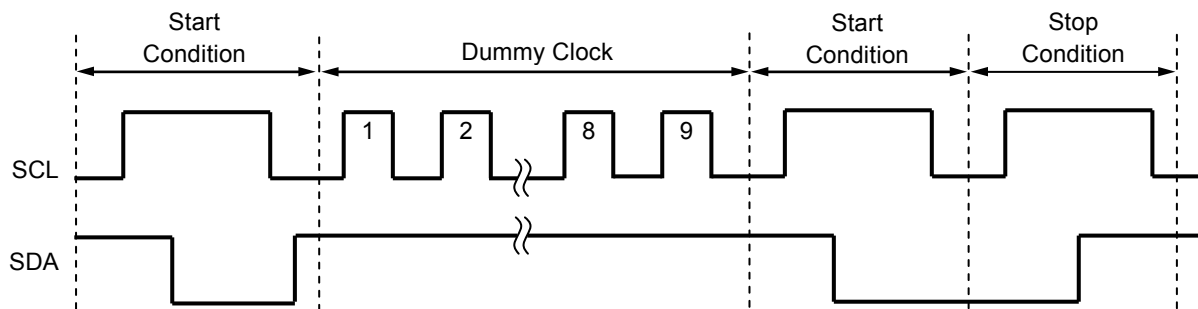 Start
Condition
Dummy Clock
Start
Condition
Stop
Condition
SCL
1
2
8
9
SDA